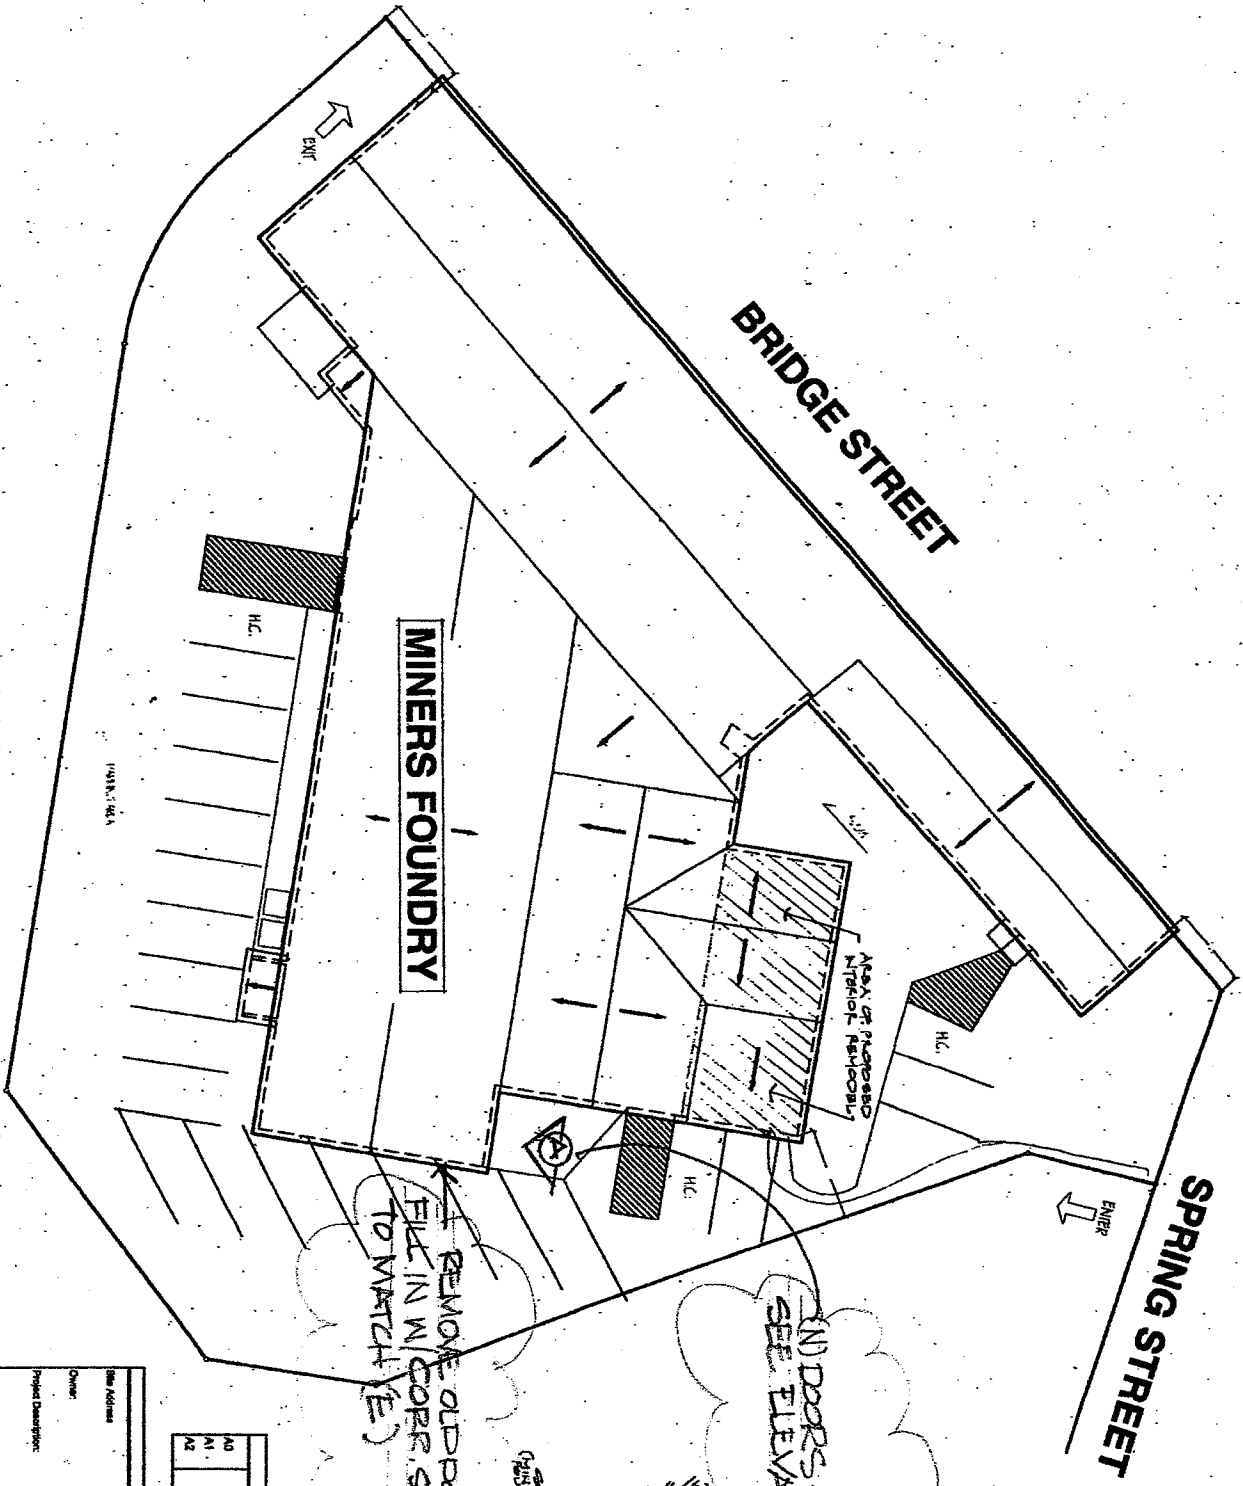 BRIDGE STREET
SPRING STREET
MINERS FOUNDRY
EXIT
ENTER
H.C.
H.C.
H.C.
AREA OF PROPOSED
INTERIOR REMODEL
A
(N) DOORS
SEE ELEVA
REMOVE OLD
FILL IN W/ CORR. S
TO MATCH (E)
A0
A1
A2
Site Address
Owner:
Project Description: